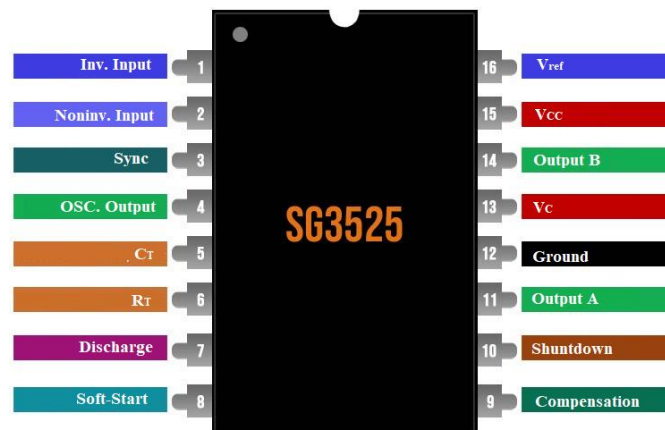 Inv. Input 1
Noninv. Input 2
Sync 3
OSC. Output 4
. CT 5
RT 6
Discharge 7
Soft-Start 8
SG3525
16 Vref
15 VCC
14 Output B
13 VC
12 Ground
11 Output A
10 Shuntdown
9 Compensation